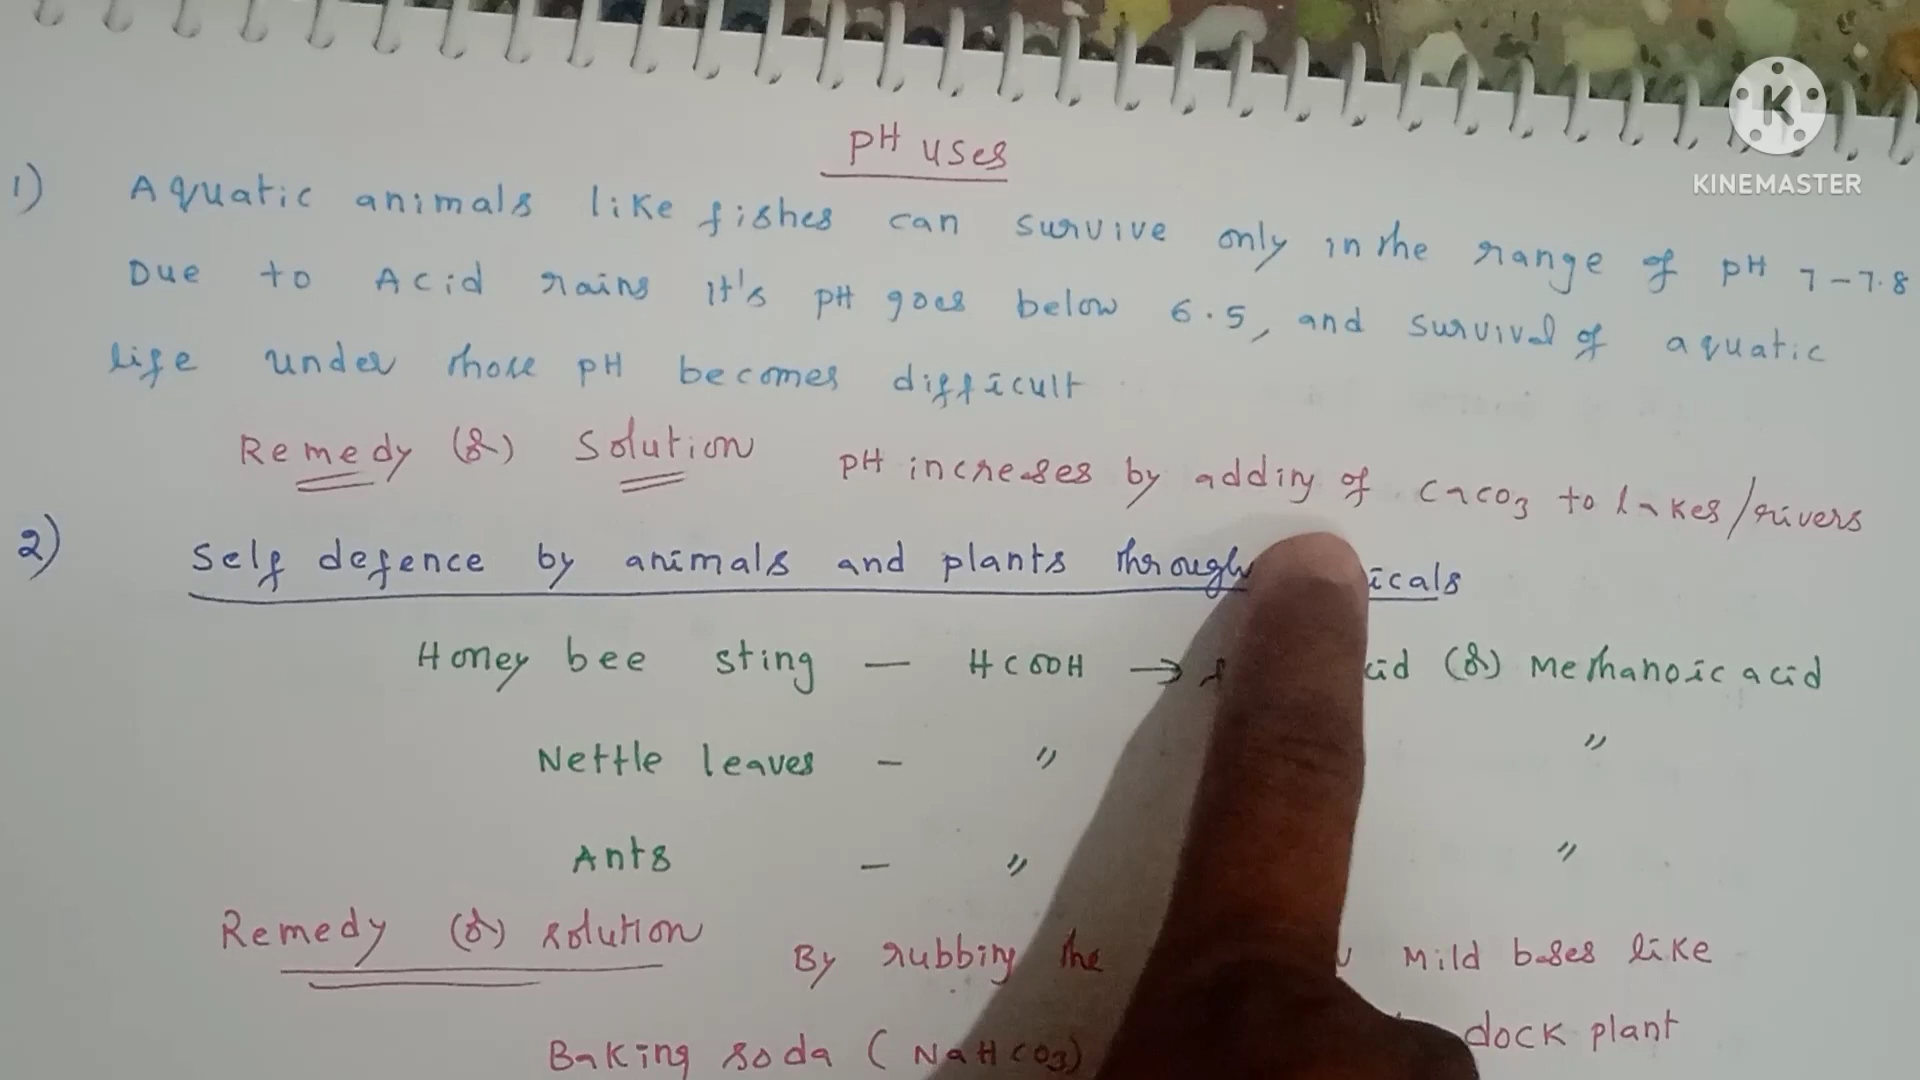 KINEMASTER
pH uses
1) Aquatic animals like fishes can survive only in the range of pH 7-7.8
Due to Acid rains it's pH goes below 6.5, and survival of aquatic
life under those pH becomes difficult
Remedy (or) Solution pH increases by adding of CaCO3 to lakes/rivers
2) Self defence by animals and plants through icals
Honey bee sting — HCOOH → cid (or) Methanoic acid
Nettle leaves - " "
Ants - " "
Remedy (or) solution By rubbing the Mild bases like
Baking soda (NaHCO3) dock plant